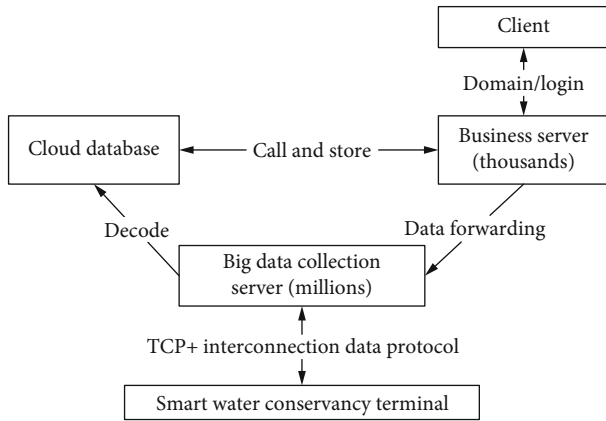 Client
Domain/login
Cloud database
Call and store
Business server
(thousands)
Decode
Data forwarding
Big data collection
server (millions)
TCP+ interconnection data protocol
Smart water conservancy terminal